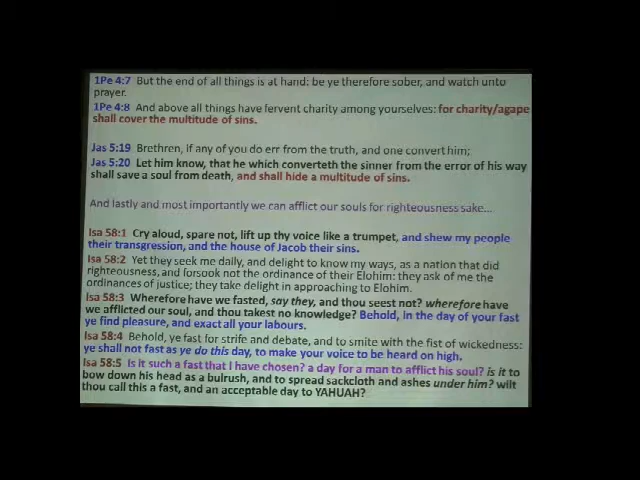 1Pe 4:7 But the end of all things is at hand: be ye therefore sober, and watch unto
prayer.
1Pe 4:8 And above all things have fervent charity among yourselves: for charity/agape
shall cover the multitude of sins.
Jas 5:19 Brethren, if any of you do err from the truth, and one convert him;
Jas 5:20 Let him know, that he which converteth the sinner from the error of his way
shall save a soul from death, and shall hide a multitude of sins.
And lastly and most importantly we can afflict our souls for righteousness sake...
Isa 58:1 Cry aloud, spare not, lift up thy voice like a trumpet, and shew my people
their transgression, and the house of Jacob their sins.
Isa 58:2 Yet they seek me daily, and delight to know my ways, as a nation that did
righteousness, and forsook not the ordinance of their Elohim: they ask of me the
ordinances of justice; they take delight in approaching to Elohim.
Isa 58:3 Wherefore have we fasted, say they, and thou seest not? wherefore have
we afflicted our soul, and thou takest no knowledge? Behold, in the day of your fast
ye find pleasure, and exact all your labours.
Isa 58:4 Behold, ye fast for strife and debate, and to smite with the fist of wickedness:
ye shall not fast as ye do this day, to make your voice to be heard on high.
Isa 58:5 Is it such a fast that I have chosen? a day for a man to afflict his soul? is it to
bow down his head as a bulrush, and to spread sackcloth and ashes under him? wilt
thou call this a fast, and an acceptable day to YAHUAH?